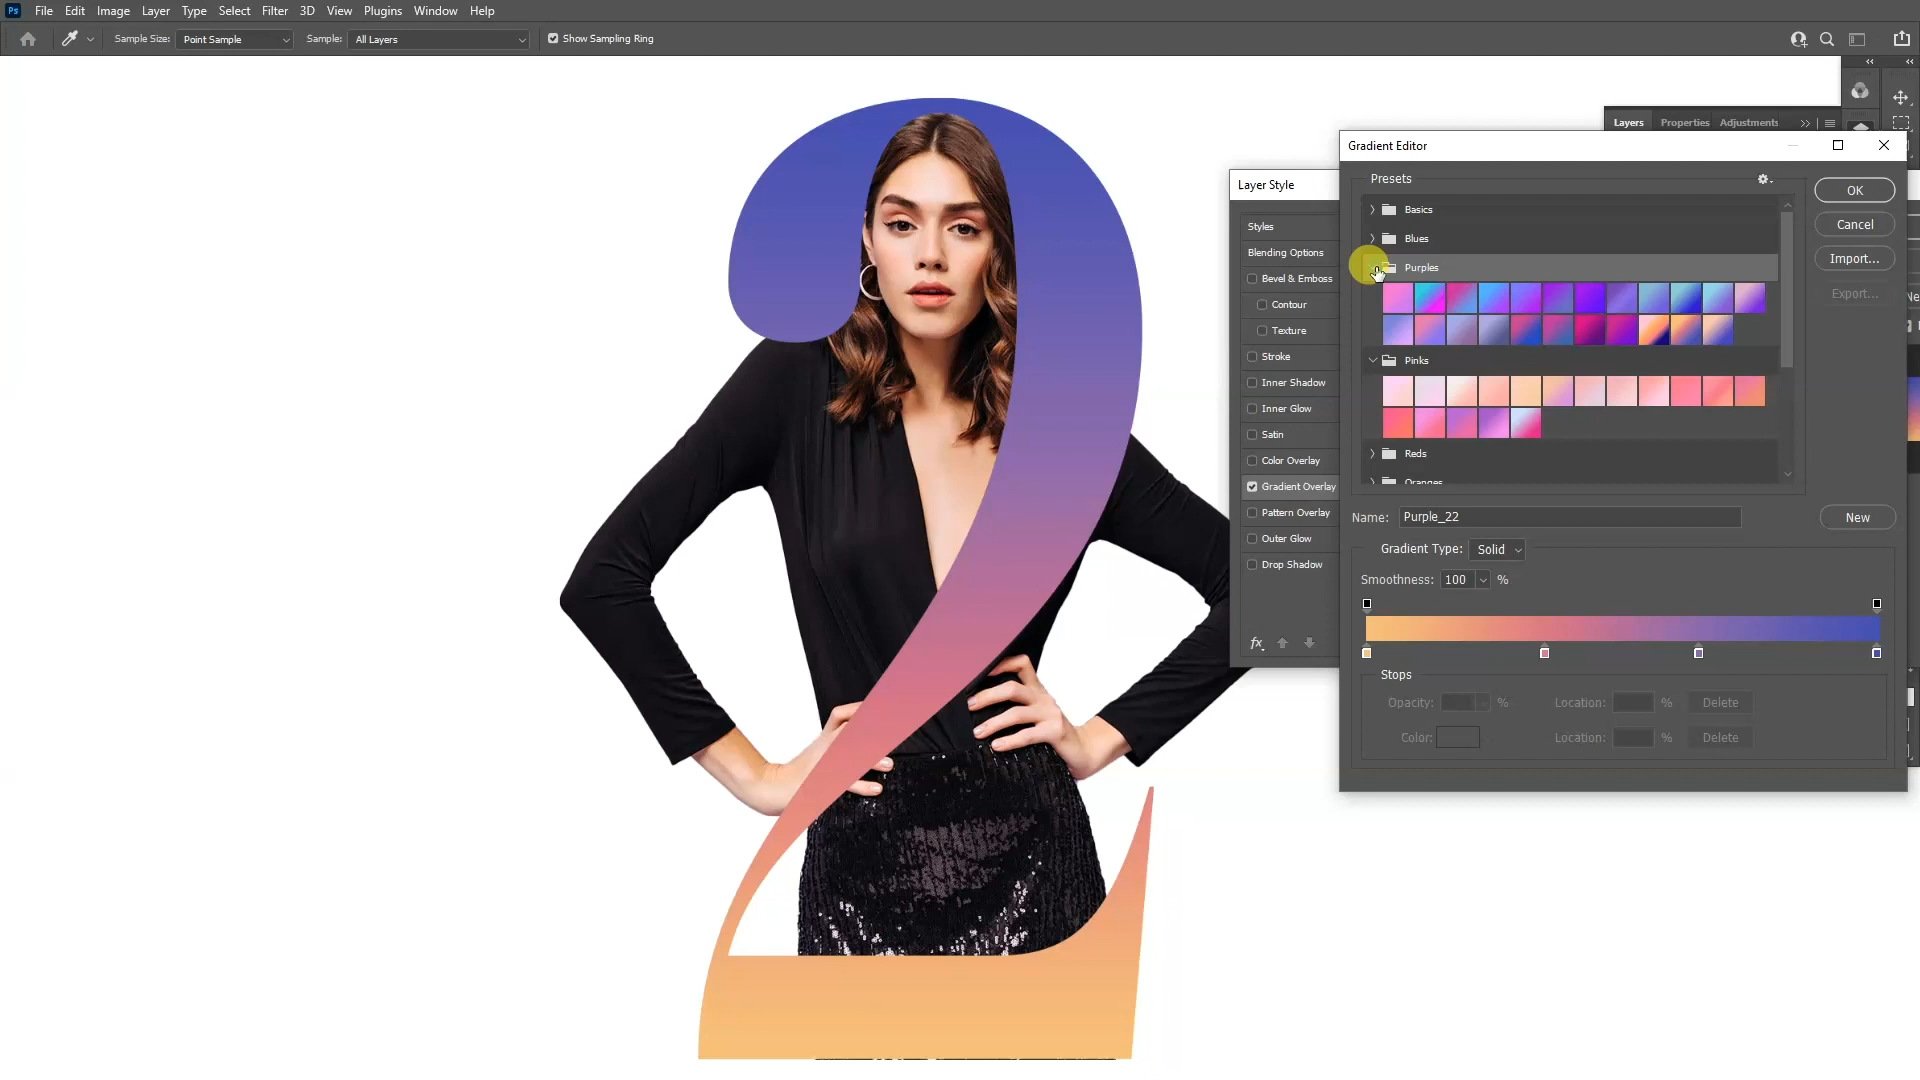 Ps File Edit Image Layer Type Select Filter 3D View Plugins Window Help
Sample Size: Point Sample Sample: All Layers Show Sampling Ring
Layers Properties Adjustments
Gradient Editor
Presets
Basics
Blues
Purples
Pinks
Reds
Oranges
OK
Cancel
Import...
Export...
Name: Purple_22
New
Gradient Type: Solid
Smoothness: 100 %
Stops
Opacity: % Location: % Delete
Color: Location: % Delete
Layer Style
Styles
Blending Options
Bevel & Emboss
Contour
Texture
Stroke
Inner Shadow
Inner Glow
Satin
Color Overlay
Gradient Overlay
Pattern Overlay
Outer Glow
Drop Shadow
fx
2